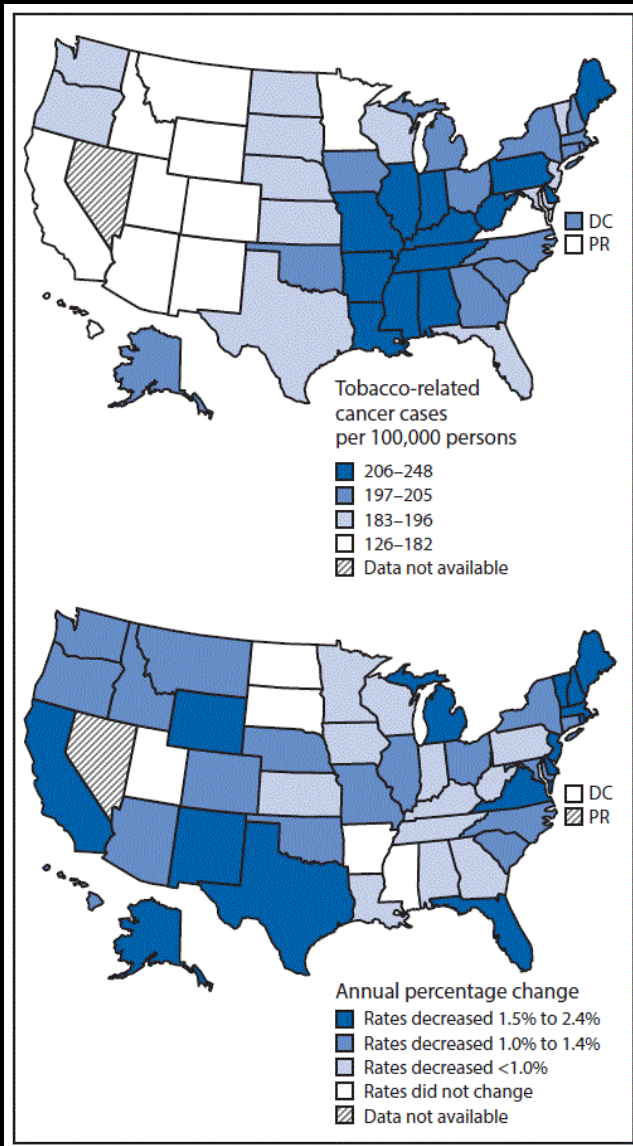 DC
PR
Tobacco-related
cancer cases
per 100,000 persons
206–248
197–205
183–196
126–182
Data not available
DC
PR
Annual percentage change
Rates decreased 1.5% to 2.4%
Rates decreased 1.0% to 1.4%
Rates decreased <1.0%
Rates did not change
Data not available